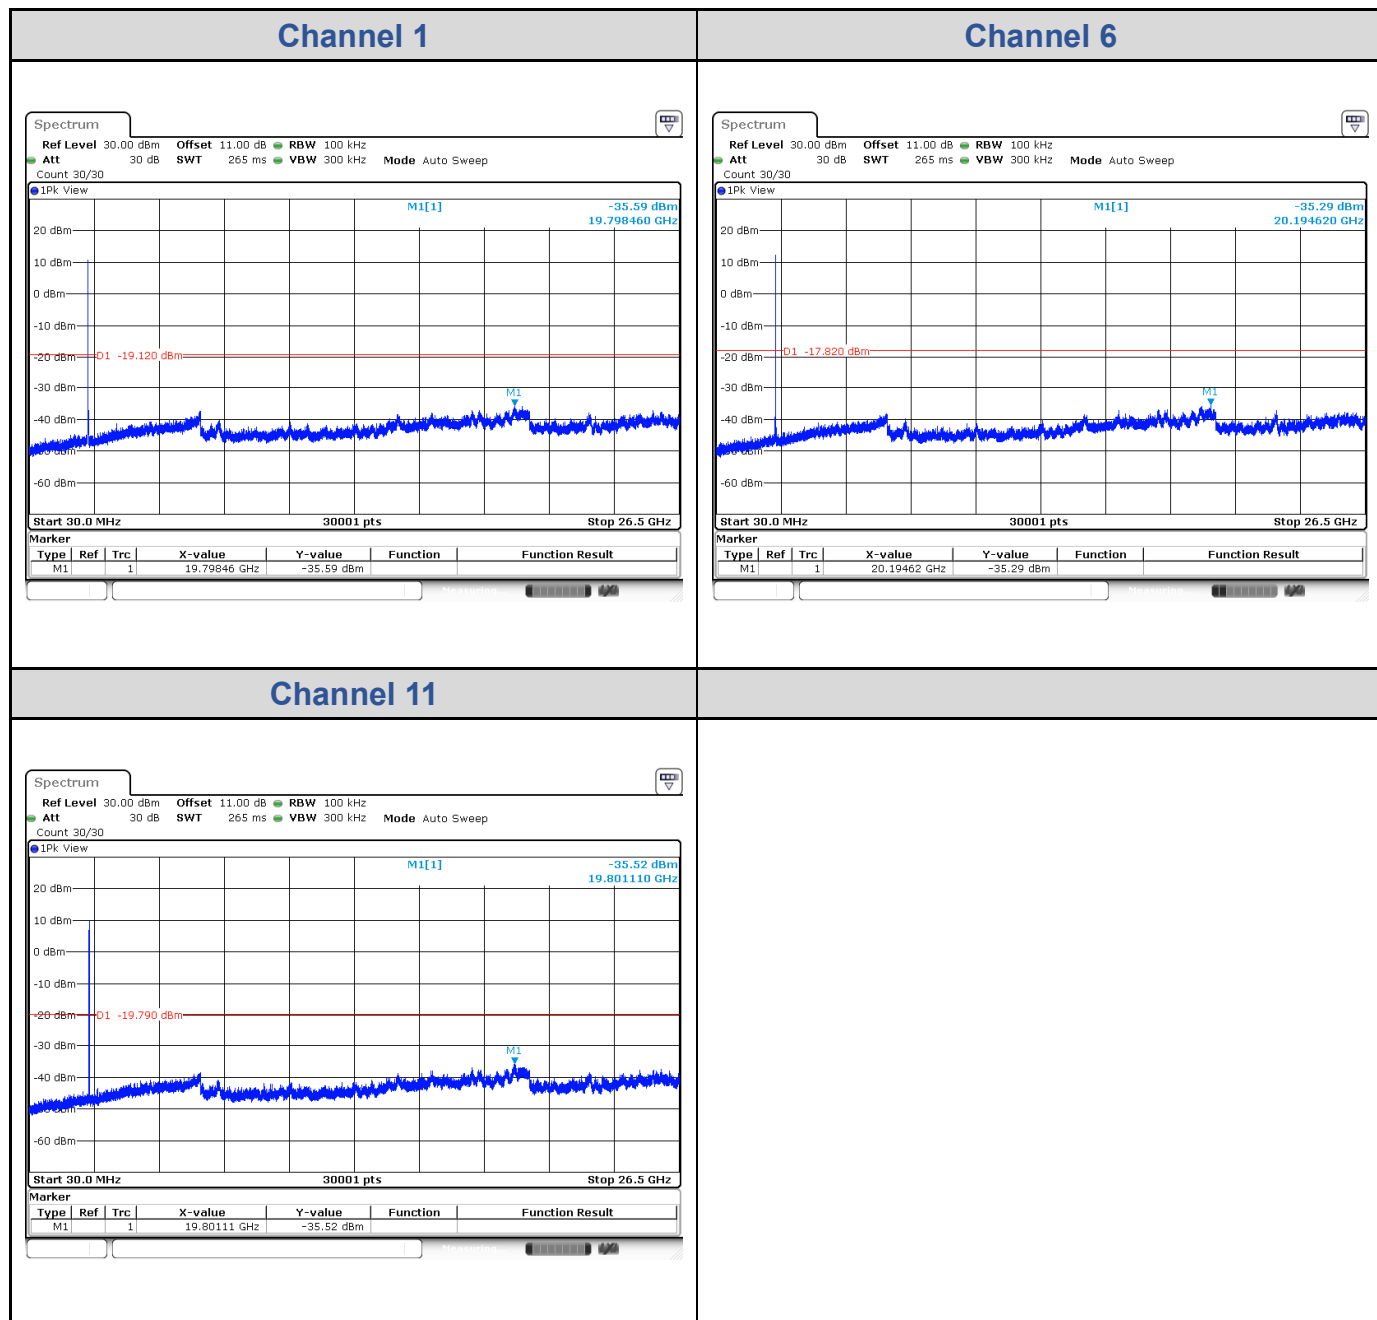 Channel 1
Spectrum
Ref Level 30.00 dBm Offset 11.00 dB RBW 100 kHz
Att 30 dB SWT 265 ms VBW 300 kHz Mode Auto Sweep
Count 30/30
1Pk View
M1[1] -35.59 dBm
19.798460 GHz
20 dBm
10 dBm
0 dBm
-10 dBm
D1 -19.120 dBm
-20 dBm
-30 dBm
M1
-40 dBm
-60 dBm
Start 30.0 MHz 30001 pts Stop 26.5 GHz
Marker
Type Ref Trc X-value Y-value Function Function Result
M1 1 19.79846 GHz -35.59 dBm
Measuring...
Channel 6
Spectrum
Ref Level 30.00 dBm Offset 11.00 dB RBW 100 kHz
Att 30 dB SWT 265 ms VBW 300 kHz Mode Auto Sweep
Count 30/30
1Pk View
M1[1] -35.29 dBm
20.194620 GHz
20 dBm
10 dBm
0 dBm
-10 dBm
D1 -17.820 dBm
-20 dBm
-30 dBm
M1
-40 dBm
-60 dBm
Start 30.0 MHz 30001 pts Stop 26.5 GHz
Marker
Type Ref Trc X-value Y-value Function Function Result
M1 1 20.19462 GHz -35.29 dBm
Measuring...
Channel 11
Spectrum
Ref Level 30.00 dBm Offset 11.00 dB RBW 100 kHz
Att 30 dB SWT 265 ms VBW 300 kHz Mode Auto Sweep
Count 30/30
1Pk View
M1[1] -35.52 dBm
19.801110 GHz
20 dBm
10 dBm
0 dBm
-10 dBm
-20 dBm D1 -19.790 dBm
-30 dBm
M1
-40 dBm
-60 dBm
Start 30.0 MHz 30001 pts Stop 26.5 GHz
Marker
Type Ref Trc X-value Y-value Function Function Result
M1 1 19.80111 GHz -35.52 dBm
Measuring...